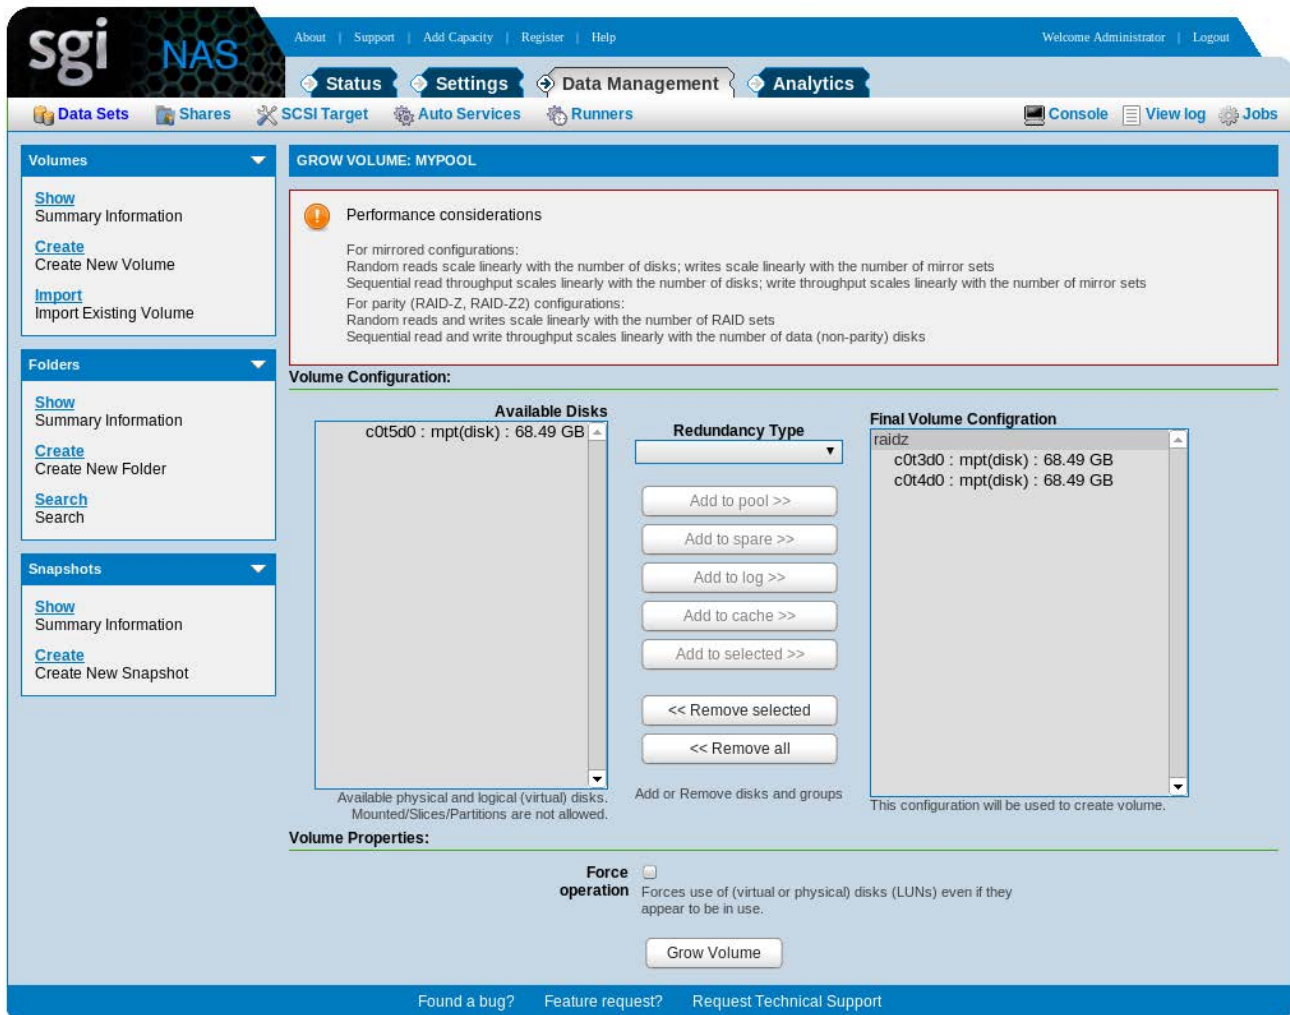 sgi NAS
About | Support | Add Capacity | Register | Help
Welcome Administrator | Logout
Status Settings Data Management Analytics
Data Sets Shares SCSI Target Auto Services Runners
Console View log Jobs
Volumes
Show
Summary Information
Create
Create New Volume
Import
Import Existing Volume
Folders
Show
Summary Information
Create
Create New Folder
Search
Search
Snapshots
Show
Summary Information
Create
Create New Snapshot
GROW VOLUME: MYPOOL
Performance considerations
For mirrored configurations:
Random reads scale linearly with the number of disks; writes scale linearly with the number of mirror sets
Sequential read throughput scales linearly with the number of disks; write throughput scales linearly with the number of mirror sets
For parity (RAID-Z, RAID-Z2) configurations:
Random reads and writes scale linearly with the number of RAID sets
Sequential read and write throughput scales linearly with the number of data (non-parity) disks
Volume Configuration:
Available Disks
c0t5d0 : mpt(disk) : 68.49 GB
Available physical and logical (virtual) disks.
Mounted/Slices/Partitions are not allowed.
Redundancy Type
Add to pool >>
Add to spare >>
Add to log >>
Add to cache >>
Add to selected >>
<< Remove selected
<< Remove all
Add or Remove disks and groups
Final Volume Configration
raidz
c0t3d0 : mpt(disk) : 68.49 GB
c0t4d0 : mpt(disk) : 68.49 GB
This configuration will be used to create volume.
Volume Properties:
Force
operation
Forces use of (virtual or physical) disks (LUNs) even if they
appear to be in use.
Grow Volume
Found a bug? Feature request? Request Technical Support